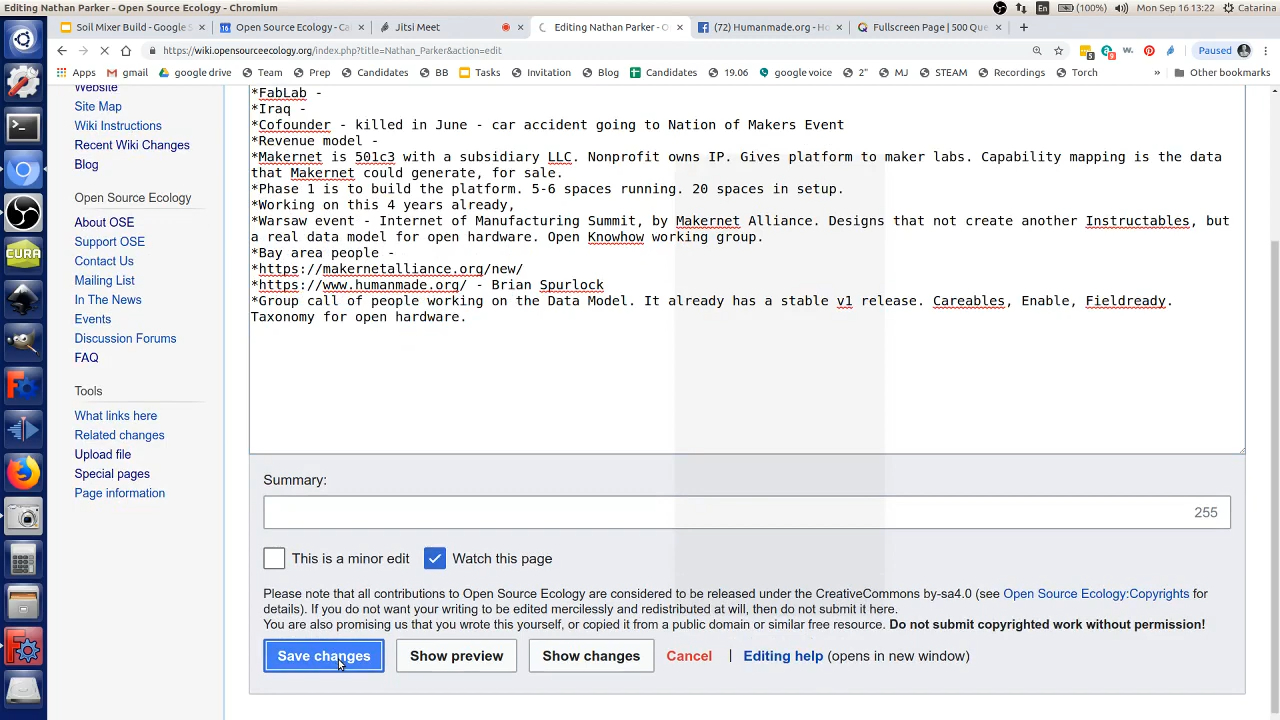 Editing Nathan Parker - Open Source Ecology - Chromium
En (100%) Mon Sep 16 13:22 Catarina
Soil Mixer Build - Google S × Open Source Ecology - Ca × Jitsi Meet × Editing Nathan Parker - Op × (72) Humanmade.org - Ho × Fullscreen Page | 500 Que × +
https://wiki.opensourceecology.org/index.php?title=Nathan_Parker&action=edit
Paused
Apps gmail google drive Team Prep Candidates BB Tasks Invitation Blog Candidates 19.06 google voice 2" MJ STEAM Recordings Torch » Other bookmarks
Website
Site Map
Wiki Instructions
Recent Wiki Changes
Blog
Open Source Ecology
About OSE
Support OSE
Contact Us
Mailing List
In The News
Events
Discussion Forums
FAQ
Tools
What links here
Related changes
Upload file
Special pages
Page information
*FabLab -
*Iraq -
*Cofounder - killed in June - car accident going to Nation of Makers Event
*Revenue model -
*Makernet is 501c3 with a subsidiary LLC. Nonprofit owns IP. Gives platform to maker labs. Capability mapping is the data
that Makernet could generate, for sale.
*Phase 1 is to build the platform. 5-6 spaces running. 20 spaces in setup.
*Working on this 4 years already,
*Warsaw event - Internet of Manufacturing Summit, by Makernet Alliance. Designs that not create another Instructables, but
a real data model for open hardware. Open Knowhow working group.
*Bay area people -
*https://makernetalliance.org/new/
*https://www.humanmade.org/ - Brian Spurlock
*Group call of people working on the Data Model. It already has a stable v1 release. Careables, Enable, Fieldready.
Taxonomy for open hardware.
Summary:
255
This is a minor edit Watch this page
Please note that all contributions to Open Source Ecology are considered to be released under the CreativeCommons by-sa4.0 (see Open Source Ecology:Copyrights for
details). If you do not want your writing to be edited mercilessly and redistributed at will, then do not submit it here.
You are also promising us that you wrote this yourself, or copied it from a public domain or similar free resource. Do not submit copyrighted work without permission!
Save changes Show preview Show changes Cancel | Editing help (opens in new window)
CURA